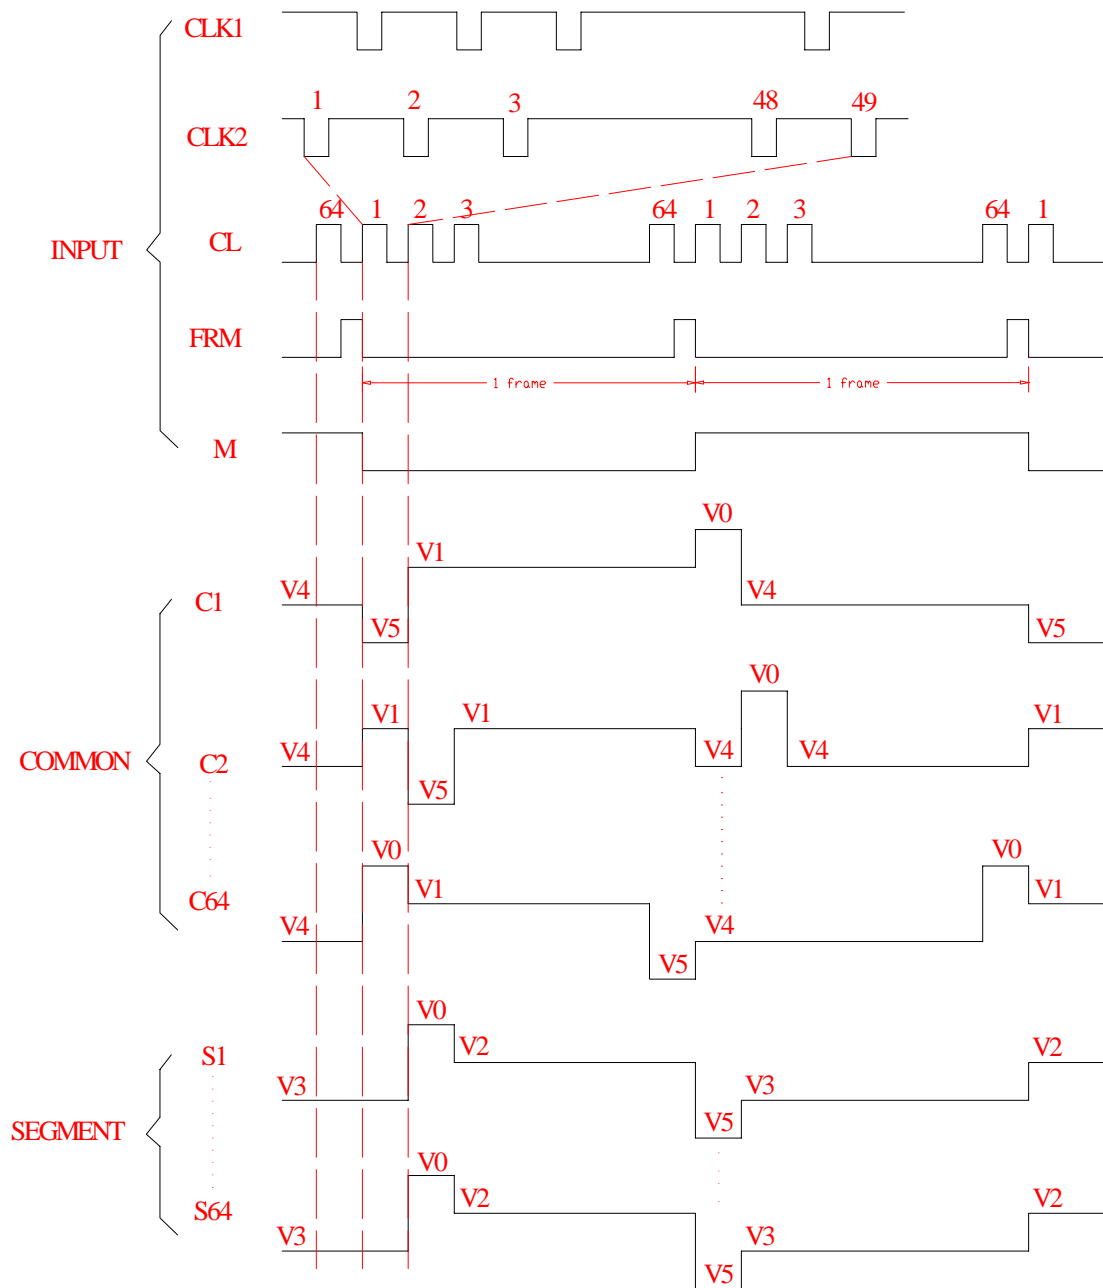 CLK1
1 2 3 48 49
CLK2
64 1 2 3 64 1 2 3 64 1
CL
INPUT
FRM
1 frame 1 frame
M
V0
V1
C1 V4 V4
V5 V5
V0
V1 V1 V1
COMMON C2 V4 V4 V4
V5
V0 V0
C64 V1 V1
V4 V4
V5
V0
S1 V2 V2
V3 V3
V5
SEGMENT
V0
S64 V2 V2
V3 V3
V5